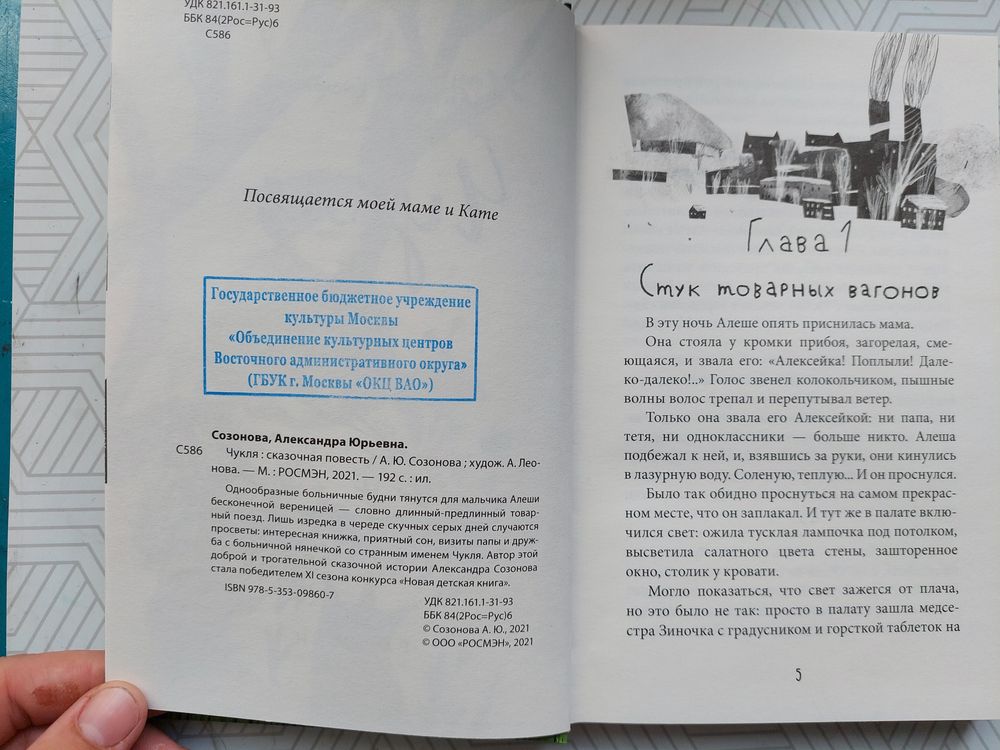 УДК 821.161.1-31-93
ББК 84(2Рос=Рус)6
С586
Посвящается моей маме и Кате
Государственное бюджетное учреждение
культуры Москвы
«Объединение культурных центров
Восточного административного округа»
(ГБУК г. Москвы «ОКЦ ВАО»)
Созонова, Александра Юрьевна.
С586 Чукля : сказочная повесть / А. Ю. Созонова ; худож. А. Лео-
нова. — М. : РОСМЭН, 2021. — 192 с. : ил.
Однообразные больничные будни тянутся для мальчика Алеши
бесконечной вереницей — словно длинный-предлинный товар-
ный поезд. Лишь изредка в череде скучных серых дней случаются
просветы: интересная книжка, приятный сон, визиты папы и друж-
ба с больничной нянечкой со странным именем Чукля. Автор этой
доброй и трогательной сказочной истории Александра Созонова
стала победителем XI сезона конкурса «Новая детская книга».
ISBN 978-5-353-09860-7
УДК 821.161.1-31-93
ББК 84(2Рос=Рус)6
© Созонова А. Ю., 2021
© ООО «РОСМЭН», 2021
Глава 1
Стук товарных вагонов
В эту ночь Алеше опять приснилась мама.
Она стояла у кромки прибоя, загорелая, сме-
ющаяся, и звала его: «Алексейка! Поплыли! Дале-
ко-далеко!..» Голос звенел колокольчиком, пышные
волны волос трепал и перепутывал ветер.
Только она звала его Алексейкой: ни папа, ни
тетя, ни одноклассники — больше никто. Алеша
подбежал к ней, и, взявшись за руки, они кинулись
в лазурную воду. Соленую, теплую... И он проснулся.
Было так обидно проснуться на самом прекрас-
ном месте, что он заплакал. И тут же в палате вклю-
чился свет: ожила тусклая лампочка под потолком,
высветила салатного цвета стены, зашторенное
окно, столик у кровати.
Могло показаться, что свет зажегся от плача,
но это было не так: просто в палату зашла медсе-
стра Зиночка с градусником и горсткой таблеток на
5